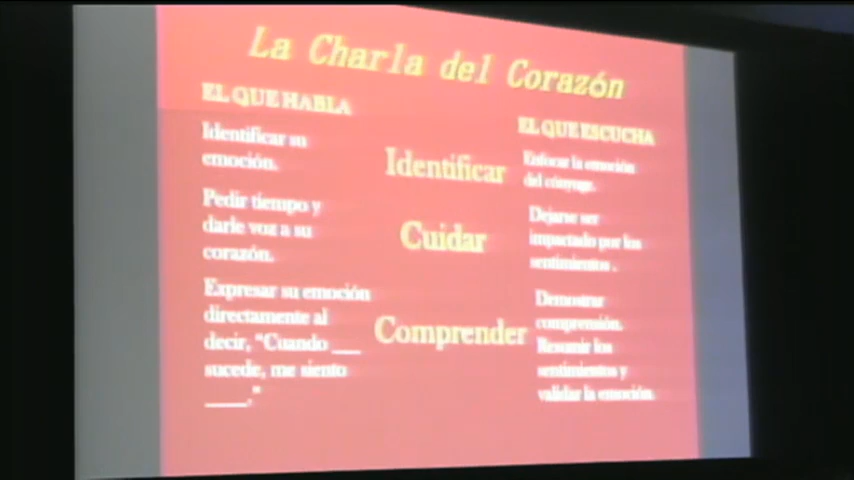 La Charla del Corazón
EL QUE HABLA
Identificar su
emoción.
Pedir tiempo y
darle voz a su
corazón.
Expresar su emoción
directamente al
decir, “Cuando ___
sucede, me siento
____.”
Identificar
Cuidar
Comprender
EL QUE ESCUCHA
Enfocar la emoción
del cónyuge.
Dejarse ser
impactado por los
sentimientos .
Demostrar
comprensión.
Resumir los
sentimientos y
validar la emoción.